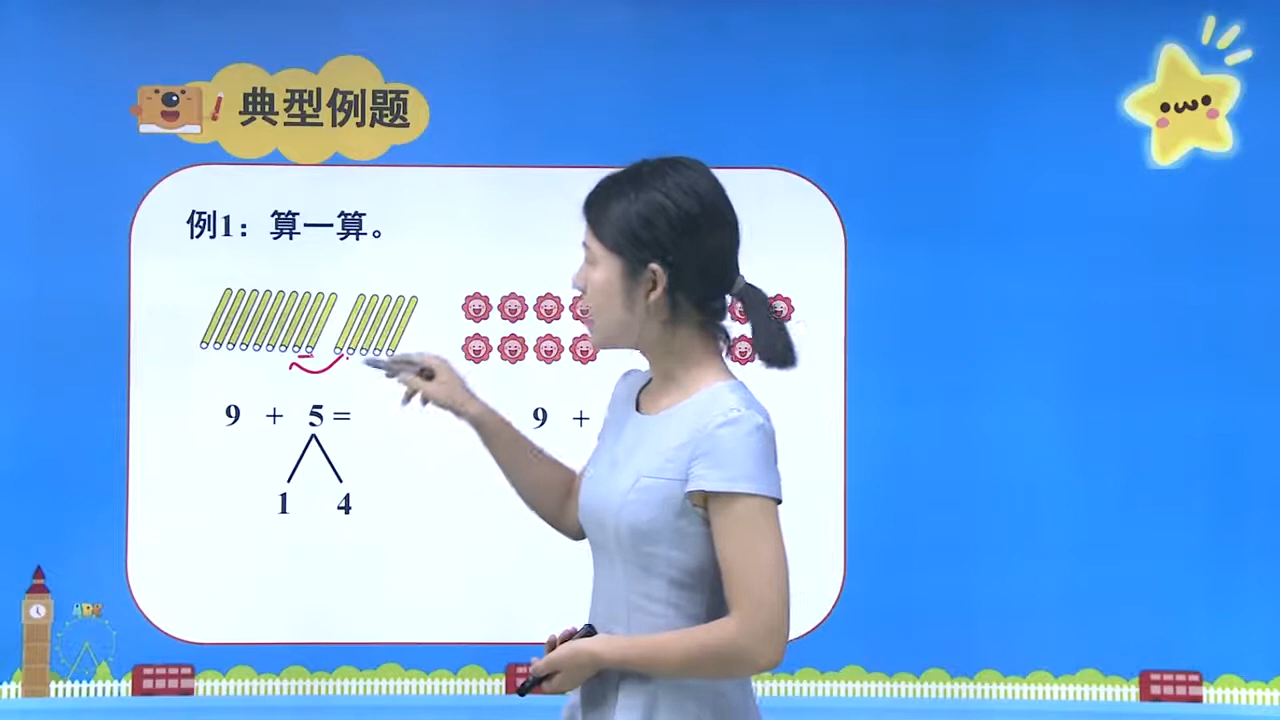 典型例题
例1：算一算。
9 + 5 =
1 4
9 +